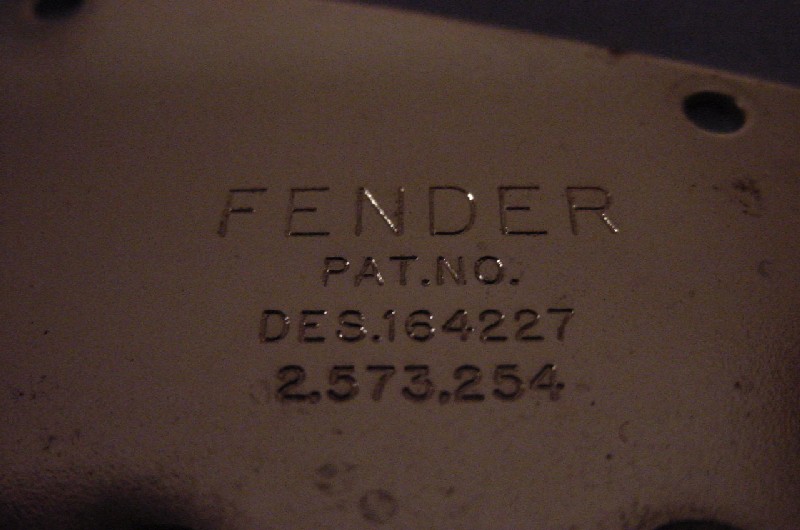 FENDER
PAT.NO.
DES.164227
2.573.254